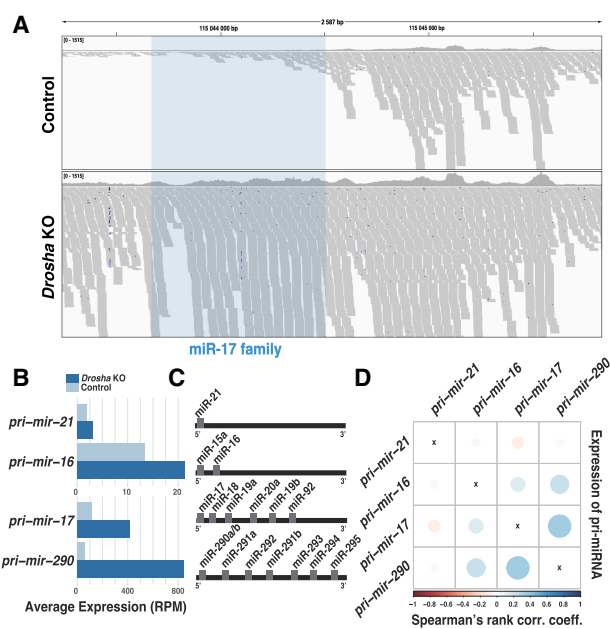 A
2 587 bp
115 044 000 bp
115 045 000 bp
[0 - 1515]
Control
[0 - 1515]
Drosha KO
miR-17 family
B
Drosha KO
Control
pri-mir-21
pri-mir-16
0 10 20
pri-mir-17
pri-mir-290
0 400 800
Average Expression (RPM)
C
miR-21
5' 3'
miR-15a
miR-16
5' 3'
miR-17
miR-18
miR-19a
miR-20a
miR-19b
miR-92
5' 3'
miR-290a/b
miR-291a
miR-292
miR-291b
miR-293
miR-294
miR-295
5' 3'
D
pri-mir-21
pri-mir-16
pri-mir-17
pri-mir-290
pri-mir-21
x
pri-mir-16
x
pri-mir-17
x
pri-mir-290
x
Expression of pri-miRNA
-1 -0.8 -0.6 -0.4 -0.2 0 0.2 0.4 0.6 0.8 1
Spearman's rank corr. coeff.